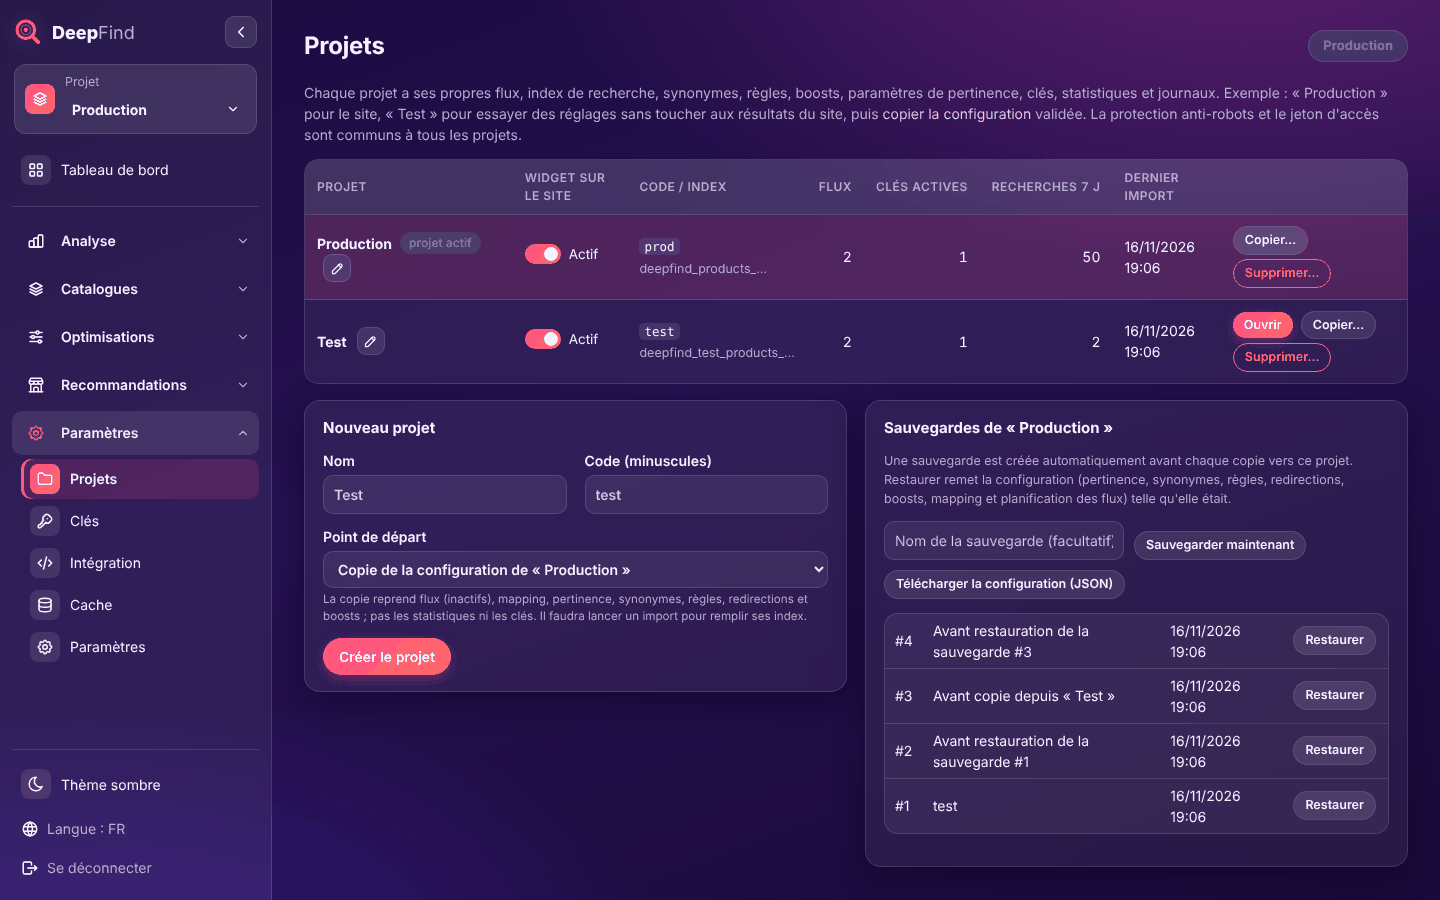 DeepFind
Projet
Production
Tableau de bord
Analyse
Catalogues
Optimisations
Recommandations
Paramètres
Projets
Clés
Intégration
Cache
Paramètres
Thème sombre
Langue : FR
Se déconnecter
Projets
Production
Chaque projet a ses propres flux, index de recherche, synonymes, règles, boosts, paramètres de pertinence, clés, statistiques et journaux. Exemple : « Production »
pour le site, « Test » pour essayer des réglages sans toucher aux résultats du site, puis copier la configuration validée. La protection anti-robots et le jeton d'accès
sont communs à tous les projets.
PROJET
WIDGET SUR
LE SITE
CODE / INDEX
FLUX
CLÉS ACTIVES
RECHERCHES 7 J
DERNIER
IMPORT
Production projet actif
Actif
prod
deepfind_products_...
2
1
50
16/11/2026
19:06
Copier...
Supprimer...
Test
Actif
test
deepfind_test_products_...
2
1
2
16/11/2026
19:06
Ouvrir
Copier...
Supprimer...
Nouveau projet
Nom
Code (minuscules)
Test
test
Point de départ
Copie de la configuration de « Production »
La copie reprend flux (inactifs), mapping, pertinence, synonymes, règles, redirections et
boosts ; pas les statistiques ni les clés. Il faudra lancer un import pour remplir ses index.
Créer le projet
Sauvegardes de « Production »
Une sauvegarde est créée automatiquement avant chaque copie vers ce projet.
Restaurer remet la configuration (pertinence, synonymes, règles, redirections,
boosts, mapping et planification des flux) telle qu'elle était.
Nom de la sauvegarde (facultatif)
Sauvegarder maintenant
Télécharger la configuration (JSON)
#4
Avant restauration de la
sauvegarde #3
16/11/2026
19:06
Restaurer
#3
Avant copie depuis « Test »
16/11/2026
19:06
Restaurer
#2
Avant restauration de la
sauvegarde #1
16/11/2026
19:06
Restaurer
#1
test
16/11/2026
19:06
Restaurer